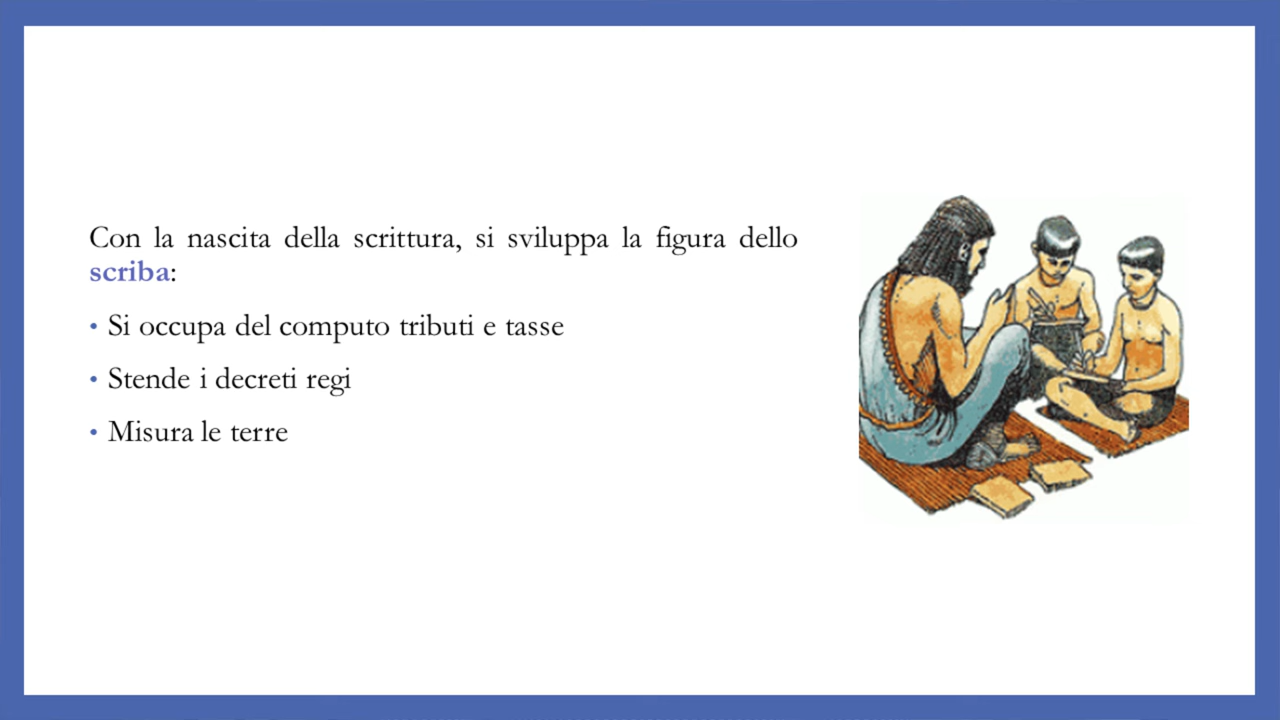 Con la nascita della scrittura, si sviluppa la figura dello
scriba:
• Si occupa del computo tributi e tasse
• Stende i decreti regi
• Misura le terre